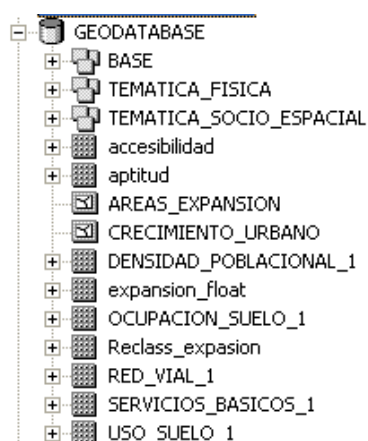 GEODATABASE
BASE
TEMATICA_FISICA
TEMATICA_SOCIO_ESPACIAL
accesibilidad
aptitud
AREAS_EXPANSION
CRECIMIENTO_URBANO
DENSIDAD_POBLACIONAL_1
expansion_float
OCUPACION_SUELO_1
Reclass_expasion
RED_VIAL_1
SERVICIOS_BASICOS_1
USO_SUELO_1